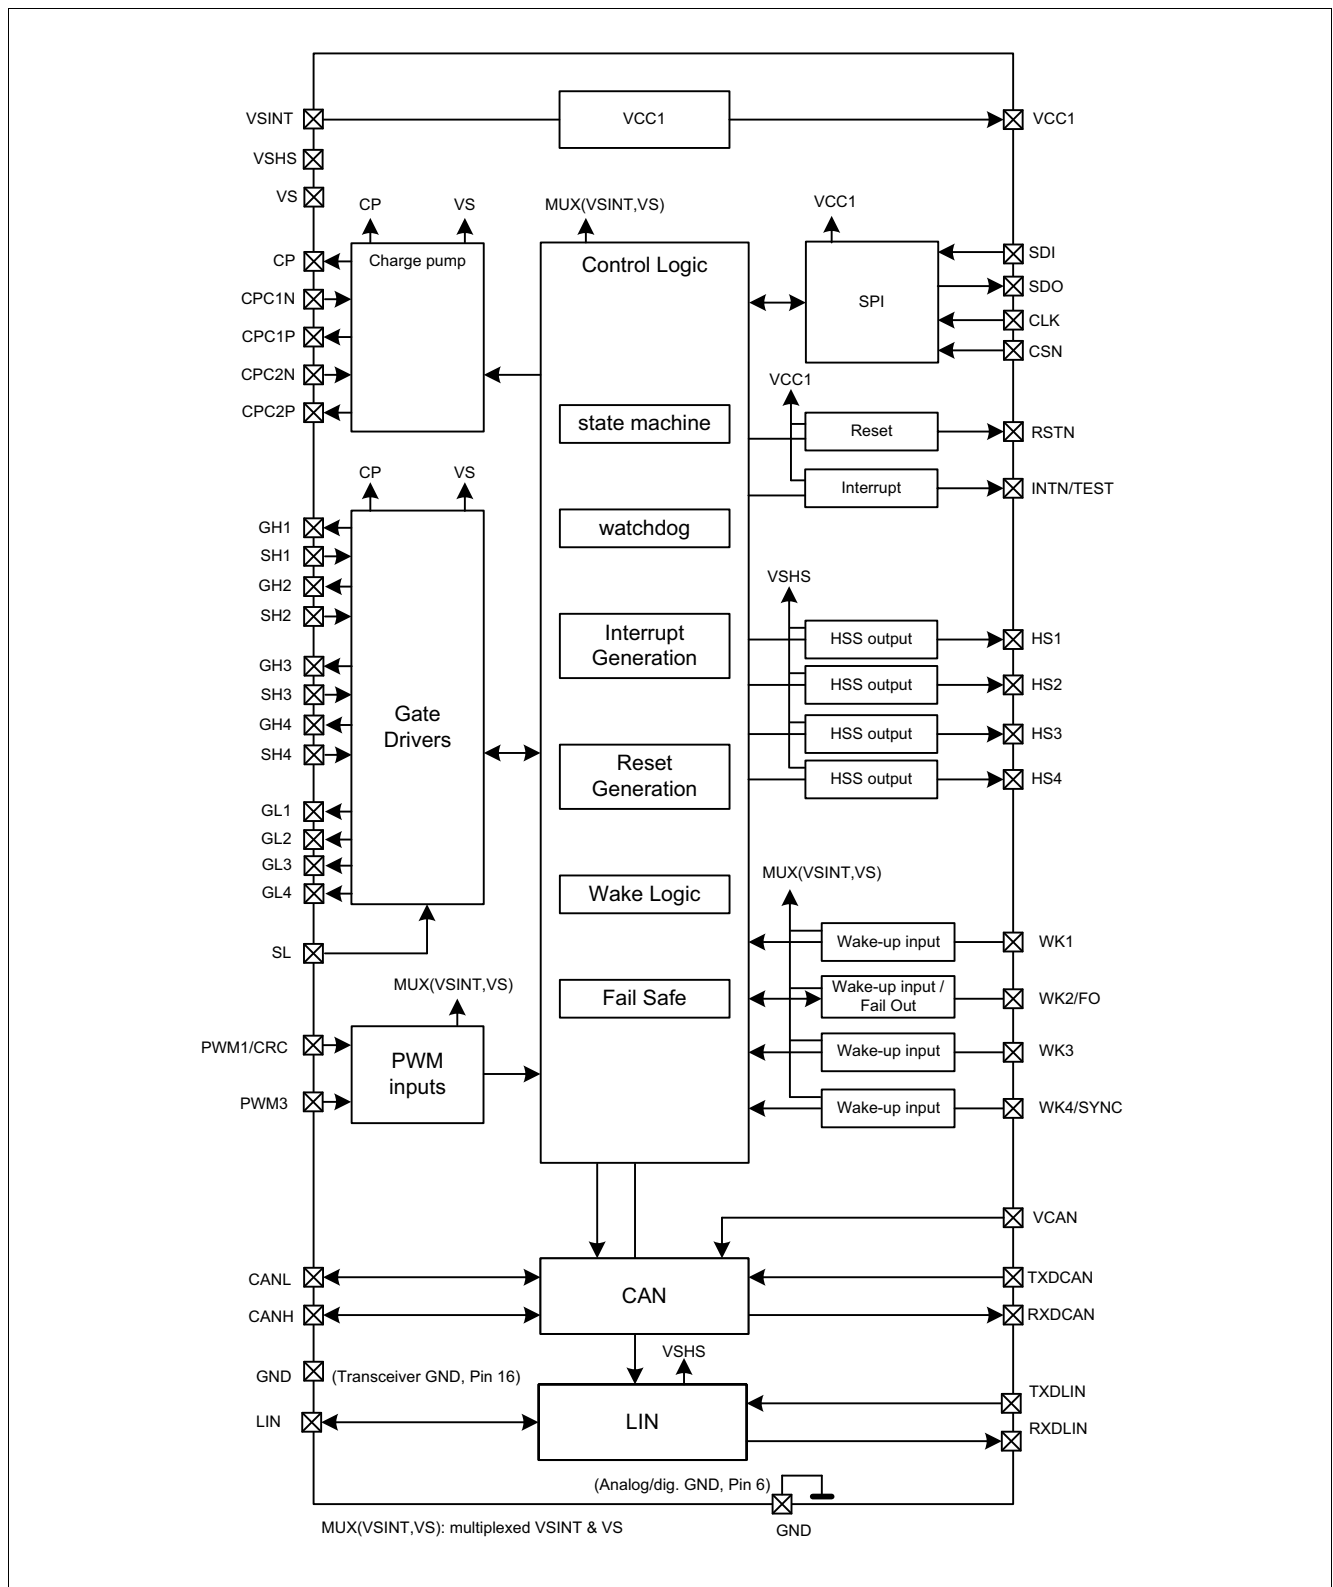 VSINT
VCC1
VCC1
VSHS
VS
CP
VS
MUX(VSINT,VS)
VCC1
CP
CPC1N
CPC1P
CPC2N
CPC2P
Charge pump
Control Logic
SPI
SDI
SDO
CLK
CSN
VCC1
state machine
Reset
RSTN
Interrupt
INTN/TEST
CP
VS
watchdog
GH1
SH1
GH2
SH2
GH3
SH3
GH4
SH4
GL1
GL2
GL3
GL4
SL
Gate
Drivers
VSHS
Interrupt
Generation
HSS output
HS1
HSS output
HS2
HSS output
HS3
HSS output
HS4
Reset
Generation
Wake Logic
MUX(VSINT,VS)
Wake-up input
WK1
Fail Safe
Wake-up input /
Fail Out
WK2/FO
Wake-up input
WK3
Wake-up input
WK4/SYNC
MUX(VSINT,VS)
PWM1/CRC
PWM3
PWM
inputs
VCAN
CANL
CANH
CAN
TXDCAN
RXDCAN
GND
(Transceiver GND, Pin 16)
VSHS
LIN
LIN
TXDLIN
RXDLIN
(Analog/dig. GND, Pin 6)
GND
MUX(VSINT,VS): multiplexed VSINT & VS